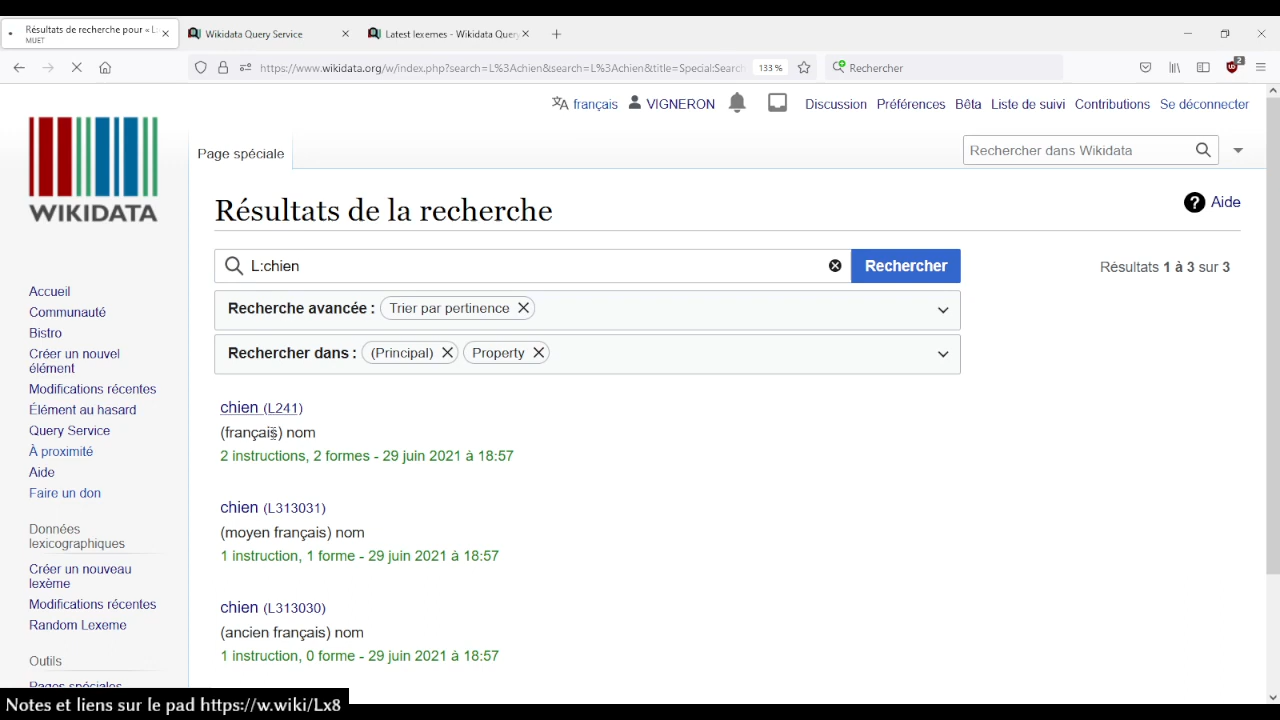 Résultats de recherche pour « L:
MUET
Wikidata Query Service
Latest lexemes - Wikidata Query
https://www.wikidata.org/w/index.php?search=L%3Achien&search=L%3Achien&title=Special:Search
133 %
Rechercher
2
français
VIGNERON
Discussion
Préférences
Bêta
Liste de suivi
Contributions
Se déconnecter
WIKIDATA
Page spéciale
Rechercher dans Wikidata
Résultats de la recherche
Aide
L:chien
Rechercher
Résultats 1 à 3 sur 3
Recherche avancée :
Trier par pertinence
Rechercher dans :
(Principal)
Property
chien (L241)
(français) nom
2 instructions, 2 formes - 29 juin 2021 à 18:57
chien (L313031)
(moyen français) nom
1 instruction, 1 forme - 29 juin 2021 à 18:57
chien (L313030)
(ancien français) nom
1 instruction, 0 forme - 29 juin 2021 à 18:57
Accueil
Communauté
Bistro
Créer un nouvel
élément
Modifications récentes
Élément au hasard
Query Service
À proximité
Aide
Faire un don
Données
lexicographiques
Créer un nouveau
lexème
Modifications récentes
Random Lexeme
Outils
Pages spéciales
Notes et liens sur le pad https://w.wiki/Lx8